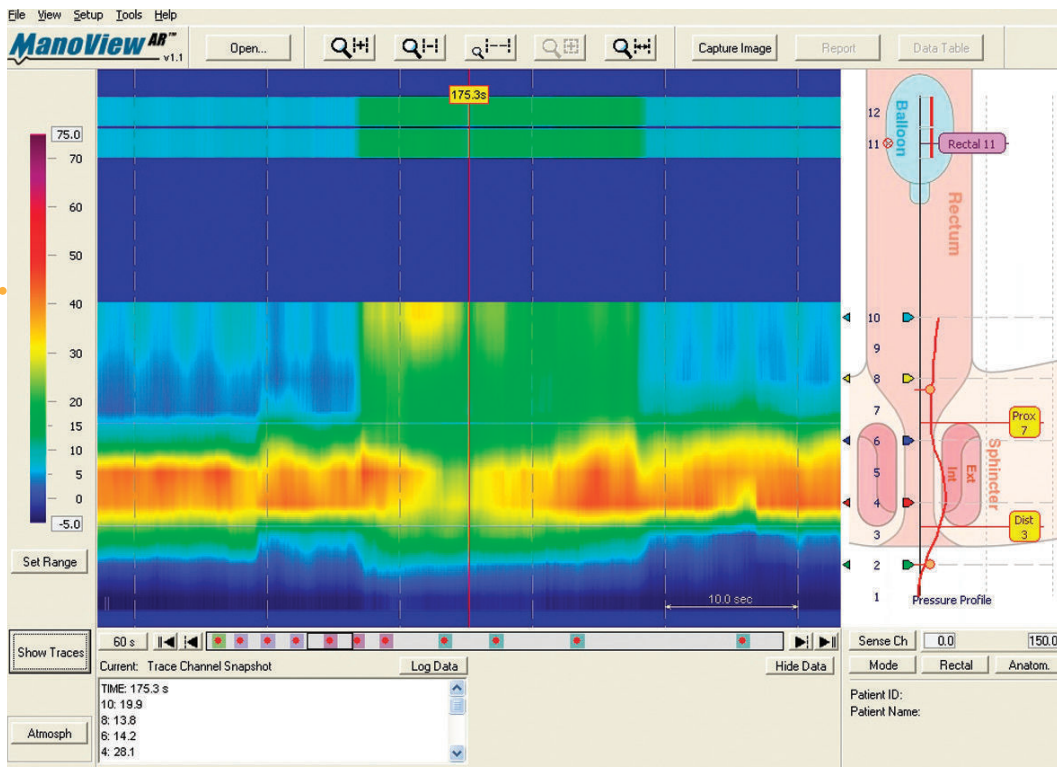 File View Setup Tools Help
ManoView AR™
v1.1
Open...
Capture Image
Report
Data Table
175.3s
75.0
70
60
50
40
30
20
15
10
5
0
-5.0
Set Range
10.0 sec
12
11
10
9
8
7
6
5
4
3
2
1
Balloon
Rectal 11
Rectum
Prox
7
Sphincter
Ext
Int
Dist
3
Pressure Profile
Show Traces
60 s
Current: Trace Channel Snapshot
Log Data
Hide Data
TIME: 175.3 s
10: 19.9
8: 13.8
6: 14.2
4: 28.1
Atmosph
Sense Ch
0.0
150.0
Mode
Rectal
Anatom.
Patient ID:
Patient Name: